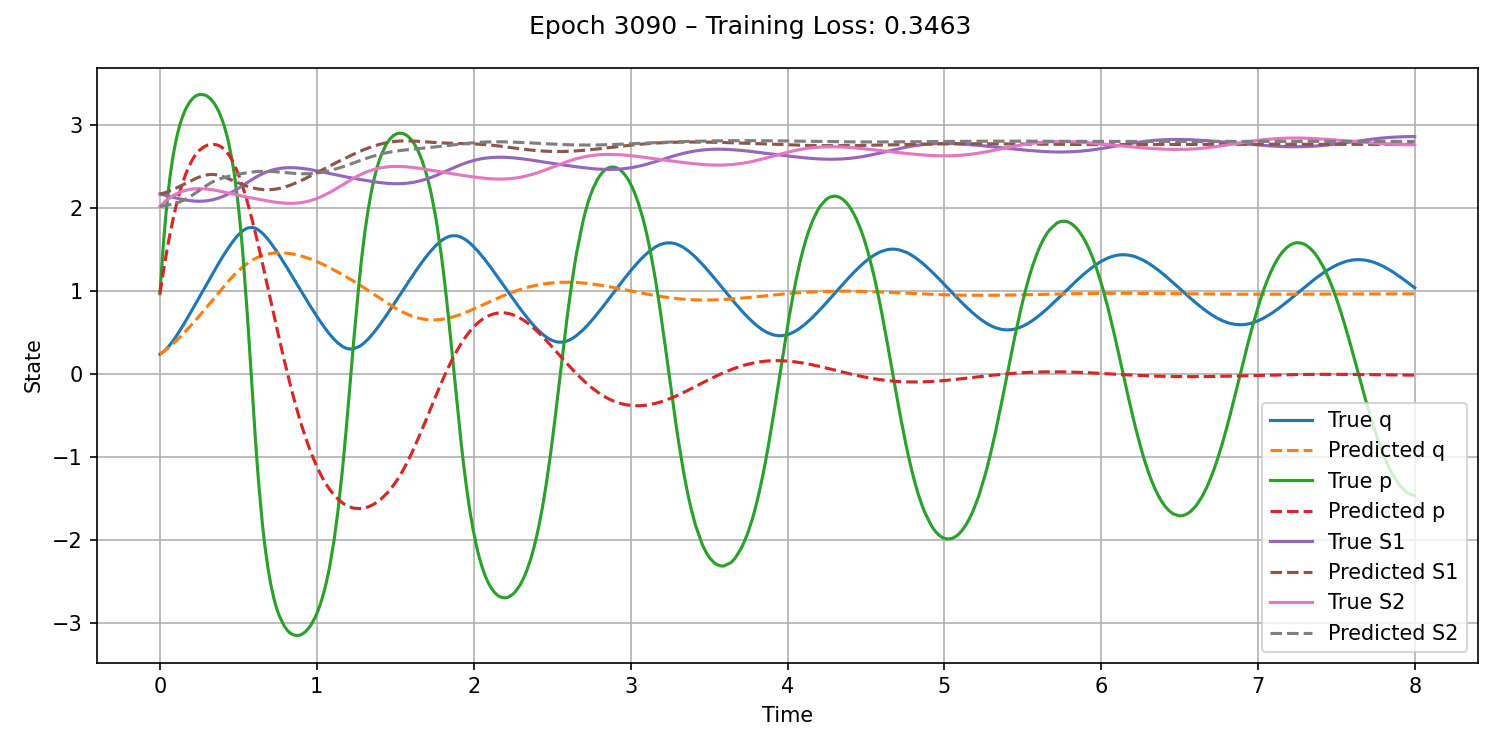 Epoch 3090 – Training Loss: 0.3463
State
3
2
1
0
−1
−2
−3
0 1 2 3 4 5 6 7 8
Time
True q
Predicted q
True p
Predicted p
True S1
Predicted S1
True S2
Predicted S2